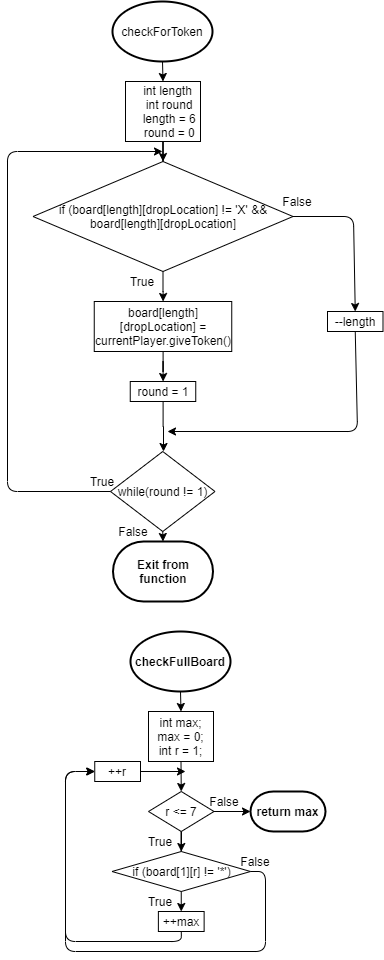 checkForToken
int length
int round
length = 6
round = 0
if (board[length][dropLocation] != 'X' &&
board[length][dropLocation]
False
True
board[length]
[dropLocation] =
currentPlayer.giveToken()
--length
round = 1
True
while(round != 1)
False
Exit from
function
checkFullBoard
int max;
max = 0;
int r = 1;
++r
r <= 7
False
return max
True
if (board[1][r] != '*')
False
True
++max